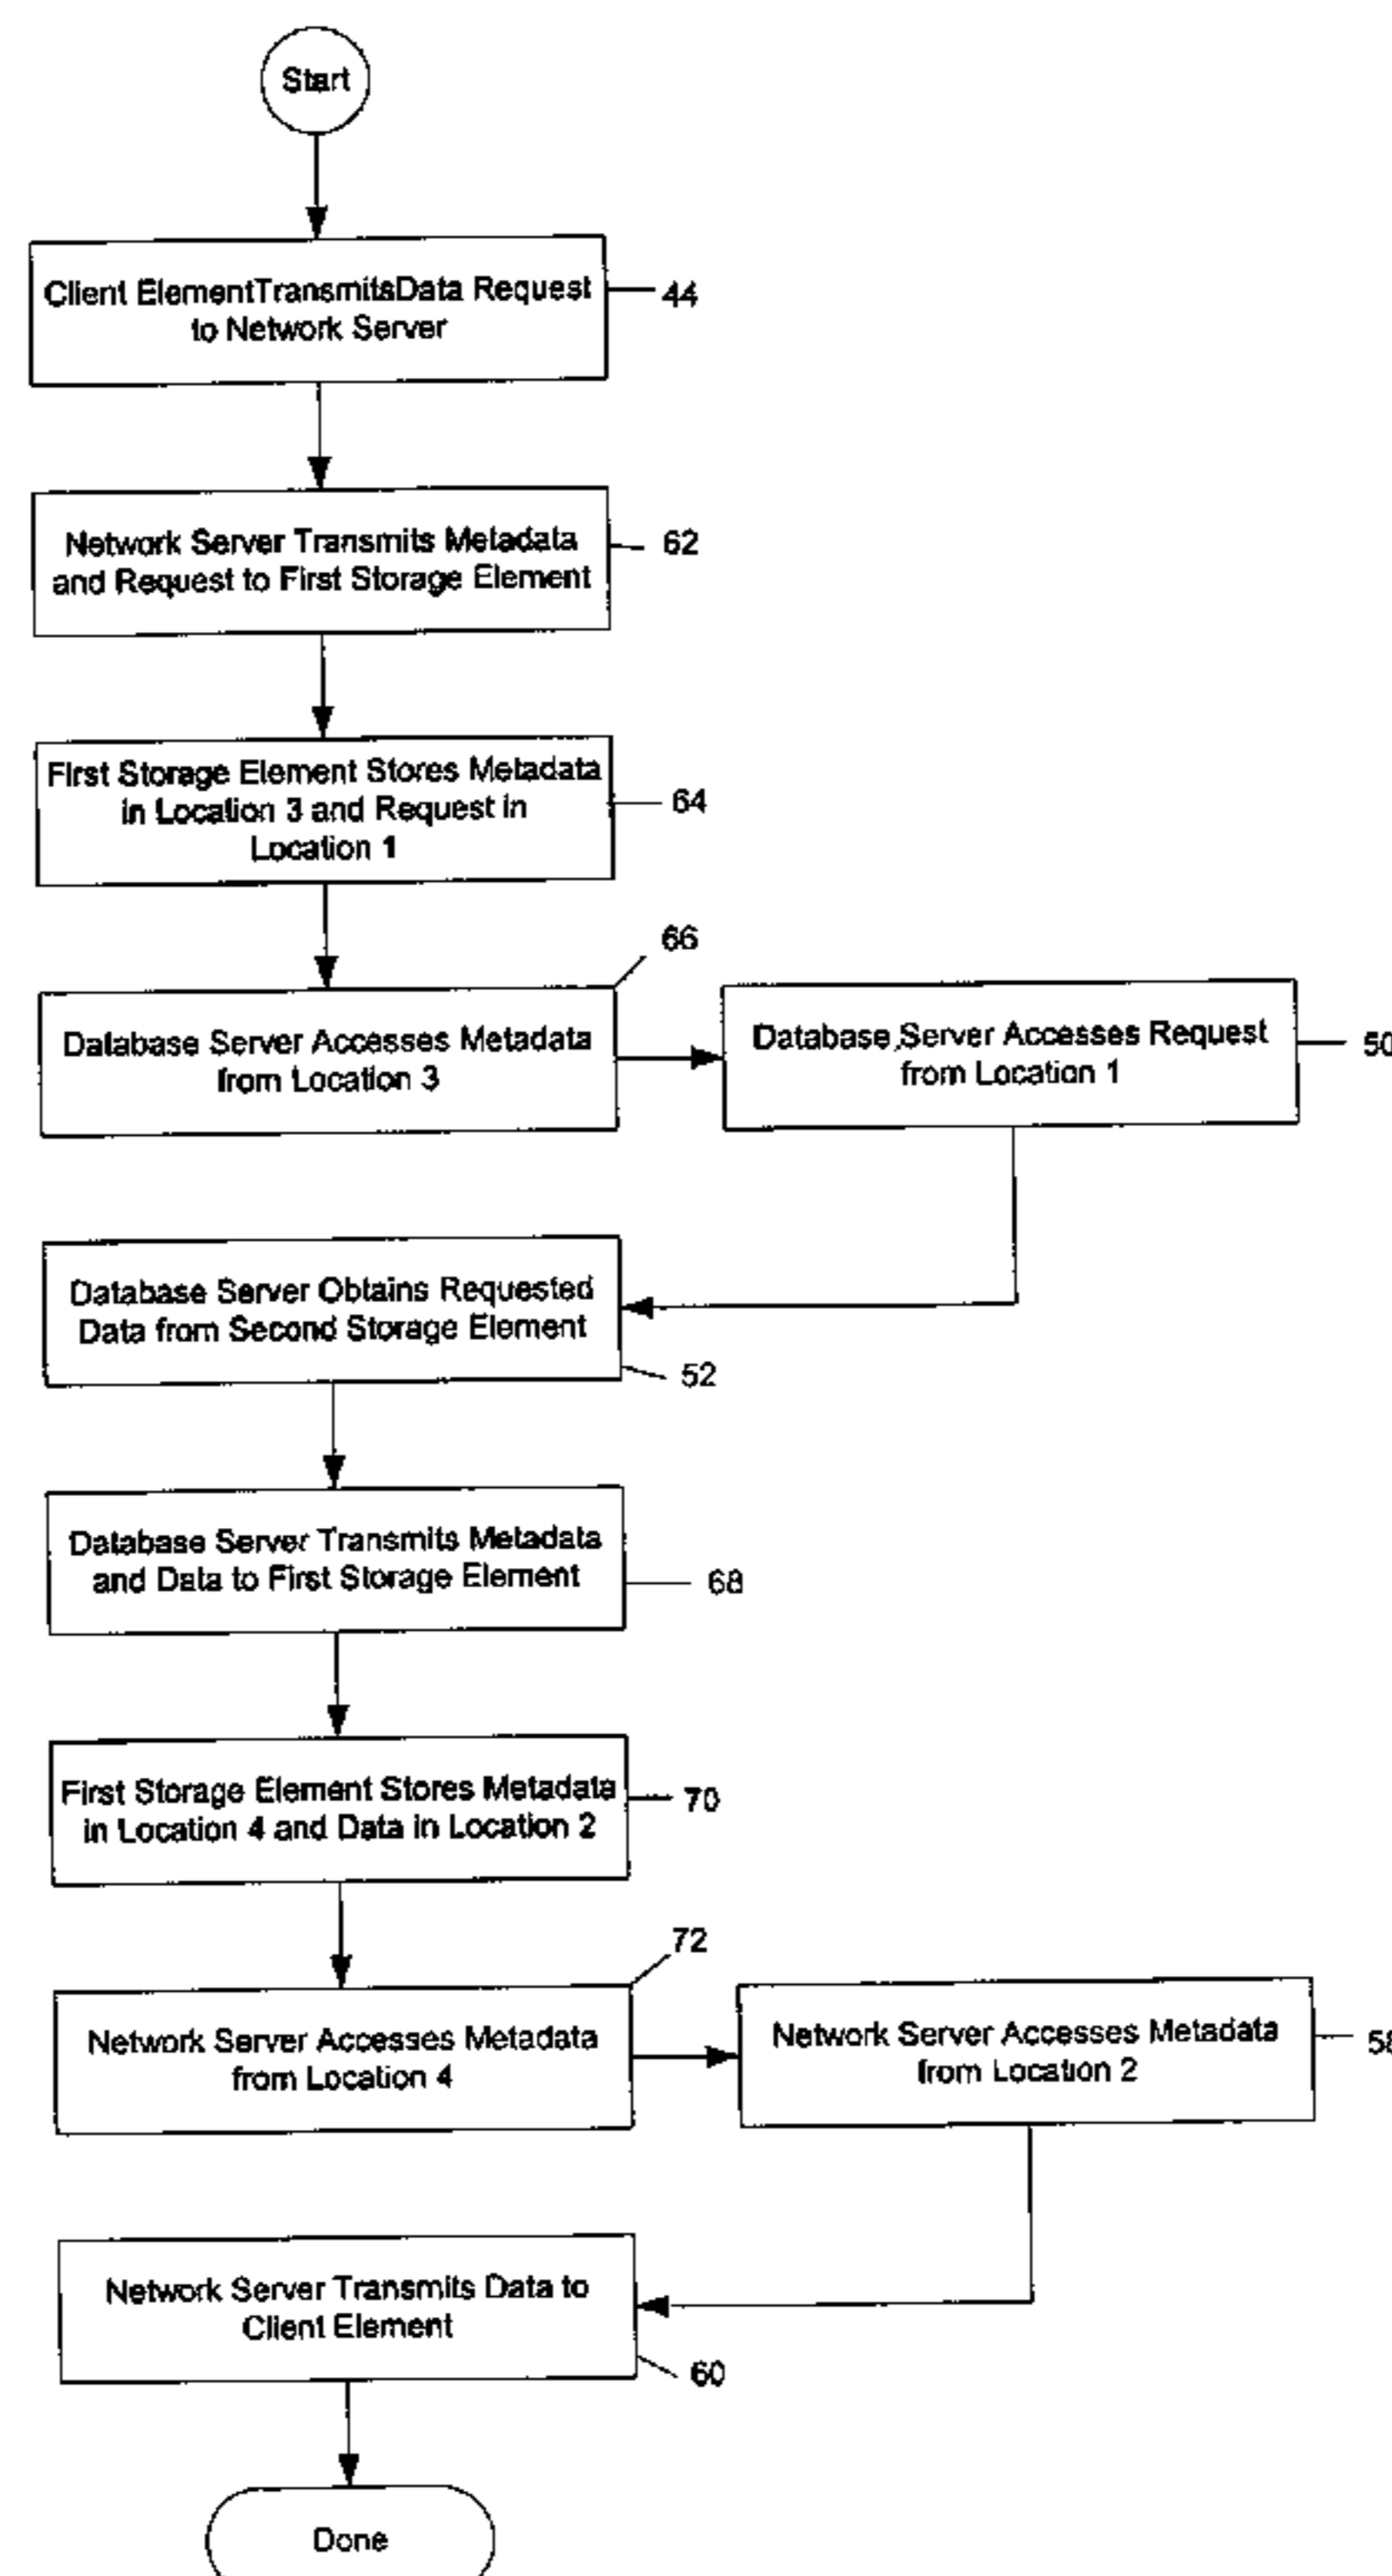 Start
Client ElementTransmitsData Request
to Network Server
44
Network Server Transmits Metadata
and Request to First Storage Element
62
First Storage Element Stores Metadata
in Location 3 and Request in
Location 1
64
66
Database Server Accesses Metadata
from Location 3
Database Server Accesses Request
from Location 1
50
Database Server Obtains Requested
Data from Second Storage Element
52
Database Server Transmits Metadata
and Data to First Storage Element
68
First Storage Element Stores Metadata
in Location 4 and Data in Location 2
70
72
Network Server Accesses Metadata
from Location 4
Network Server Accesses Metadata
from Location 2
58
Network Server Transmits Data to
Client Element
60
Done